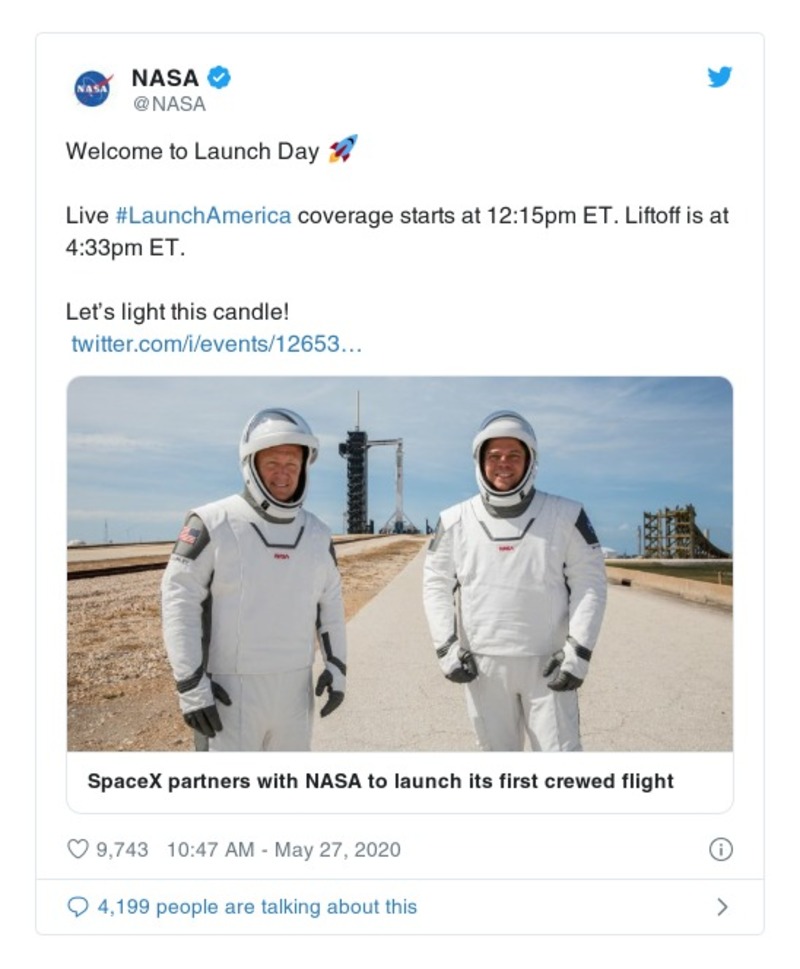 NASA
NASA
@NASA
Welcome to Launch Day 🚀
Live #LaunchAmerica coverage starts at 12:15pm ET. Liftoff is at
4:33pm ET.
Let’s light this candle!
twitter.com/i/events/12653…
NASA
NASA
SpaceX partners with NASA to launch its first crewed flight
9,743 10:47 AM - May 27, 2020
4,199 people are talking about this